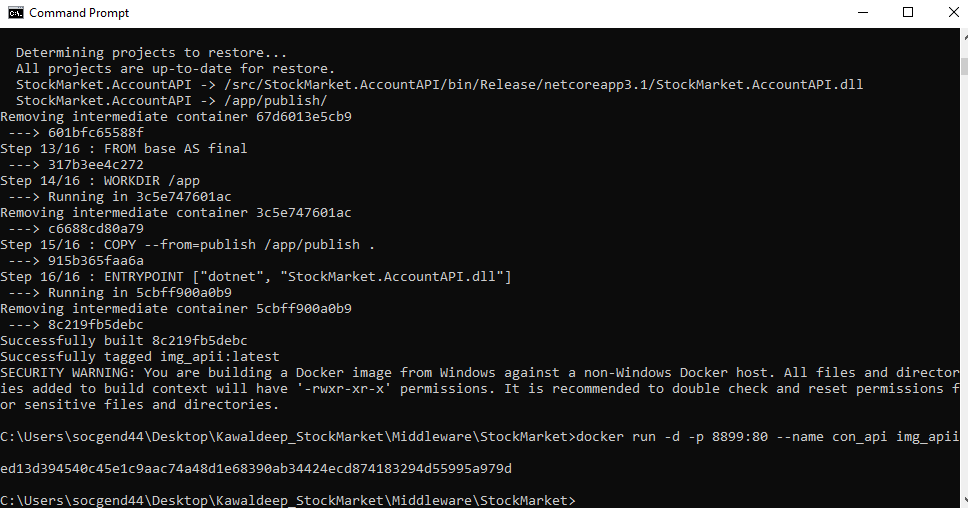 Command Prompt
Determining projects to restore...
All projects are up-to-date for restore.
StockMarket.AccountAPI -> /src/StockMarket.AccountAPI/bin/Release/netcoreapp3.1/StockMarket.AccountAPI.dll
StockMarket.AccountAPI -> /app/publish/
Removing intermediate container 67d6013e5cb9
---> 601bfc65588f
Step 13/16 : FROM base AS final
---> 317b3ee4c272
Step 14/16 : WORKDIR /app
---> Running in 3c5e747601ac
Removing intermediate container 3c5e747601ac
---> c6688cd80a79
Step 15/16 : COPY --from=publish /app/publish .
---> 915b365faa6a
Step 16/16 : ENTRYPOINT ["dotnet", "StockMarket.AccountAPI.dll"]
---> Running in 5cbff900a0b9
Removing intermediate container 5cbff900a0b9
---> 8c219fb5debc
Successfully built 8c219fb5debc
Successfully tagged img_apii:latest
SECURITY WARNING: You are building a Docker image from Windows against a non-Windows Docker host. All files and director
ies added to build context will have '-rwxr-xr-x' permissions. It is recommended to double check and reset permissions f
or sensitive files and directories.
C:\Users\socgend44\Desktop\Kawaldeep_StockMarket\Middleware\StockMarket>docker run -d -p 8899:80 --name con_api img_apii
ed13d394540c45e1c9aac74a48d1e68390ab34424ecd874183294d55995a979d
C:\Users\socgend44\Desktop\Kawaldeep_StockMarket\Middleware\StockMarket>